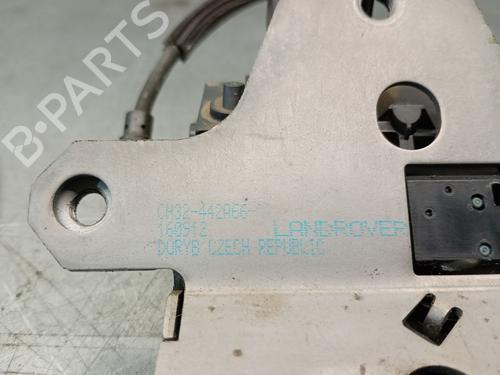 B-PARTS
CH32-442A66-
160912 LANDROVER
DURYB CZECH REPUBLIC